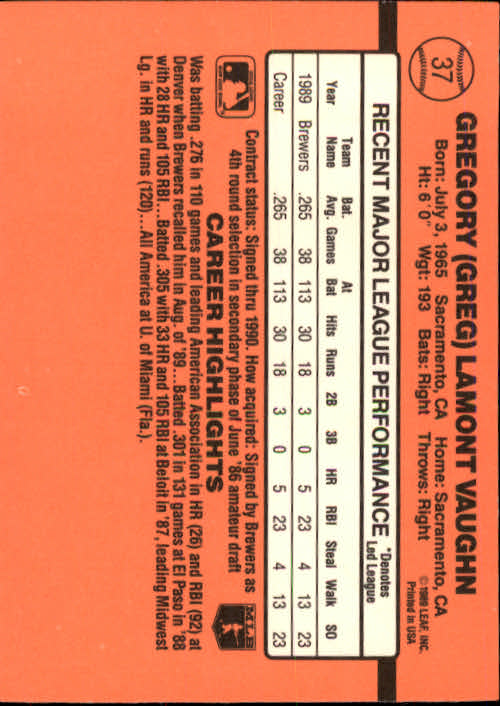 37
GREGORY (GREG) LAMONT VAUGHN
Born: July 3, 1965 Sacramento, CA Home: Sacramento, CA
Ht: 6' 0" Wgt: 193 Bats: Right Throws: Right
© 1989 LEAF, INC.
Printed in USA
RECENT MAJOR LEAGUE PERFORMANCE *Denotes Led League
Year Team Name Bat. Avg. Games At Bat Hits Runs 2B 3B HR RBI Steal Walk SO
1989 Brewers .265 38 113 30 18 3 0 5 23 4 13 23
Career .265 38 113 30 18 3 0 5 23 4 13 23
Contract status: Signed thru 1990. How acquired: Signed by Brewers as
4th round selection in secondary phase of June '86 amateur draft
MLB
CAREER HIGHLIGHTS
Was batting .276 in 110 games and leading American Association in HR (26) and RBI (92) at
Denver when Brewers recalled him in Aug. of '89...Batted .301 in 131 games at El Paso in '88
with 28 HR and 105 RBI...Batted .305 with 33 HR and 105 RBI at Beloit in '87, leading Midwest
Lg. in HR and runs (120)...All America at U. of Miami (Fla.).